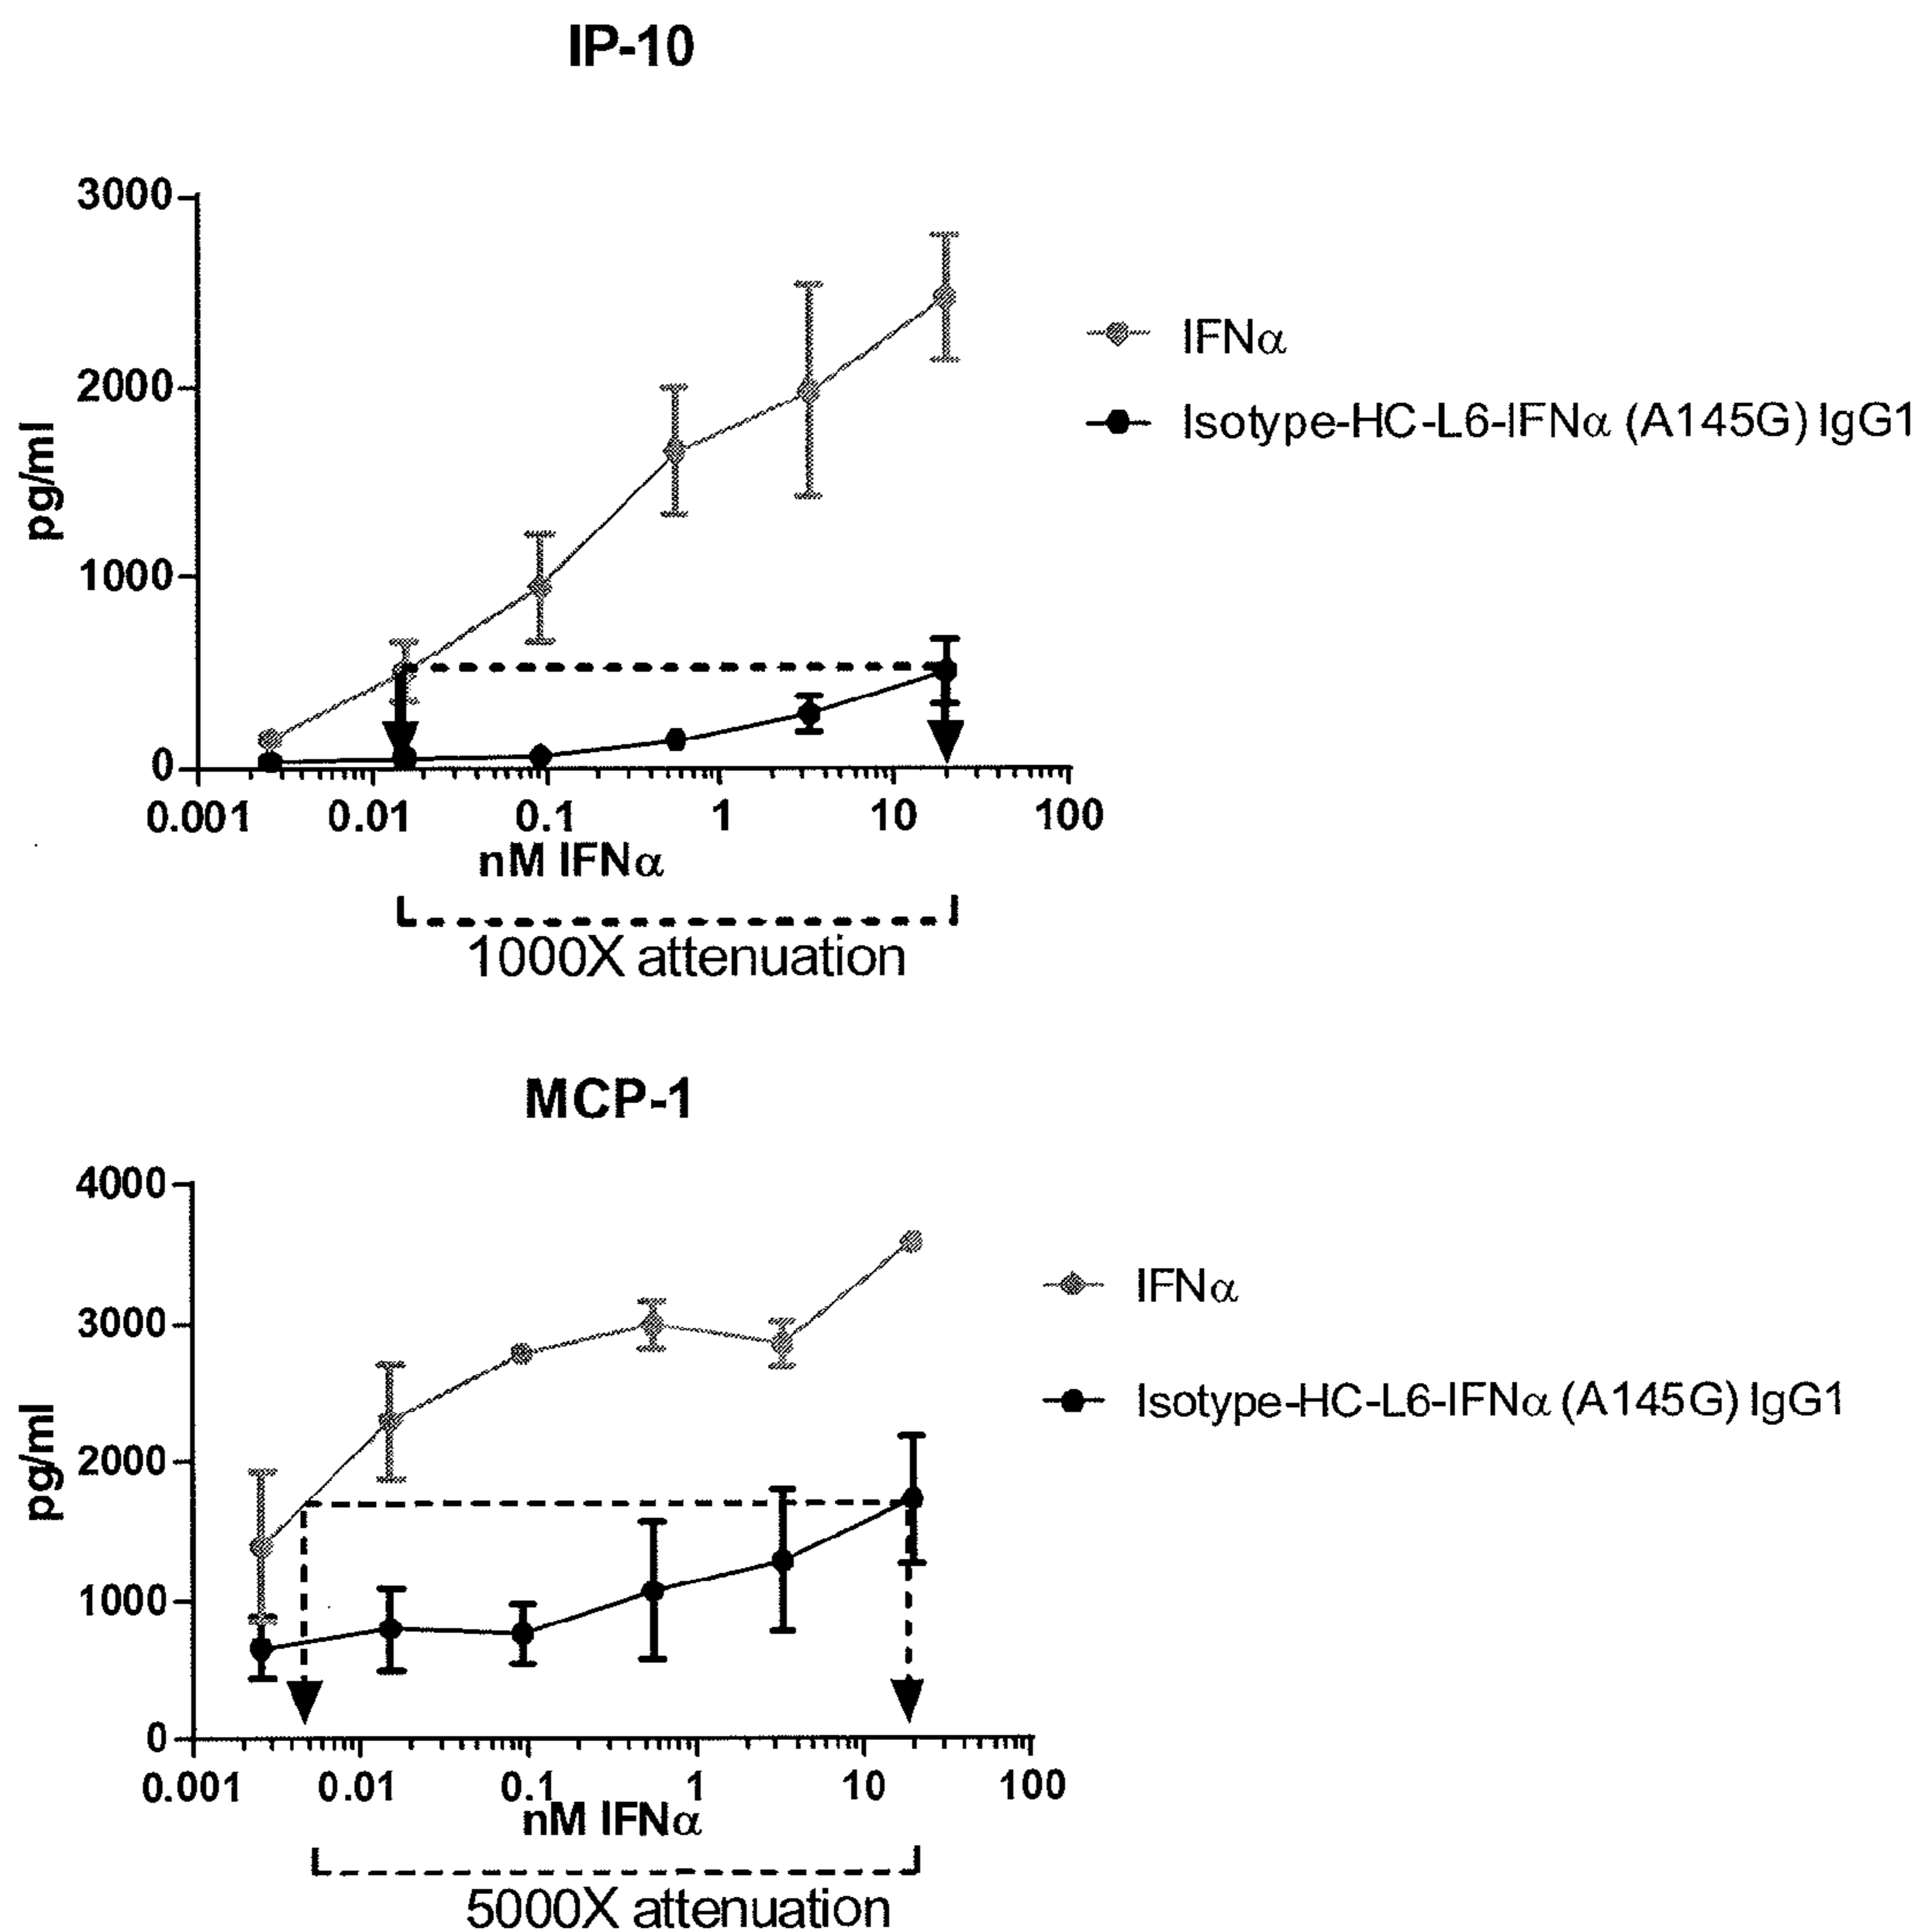 IP-10
3000
2000
1000
0
pg/ml
0.001 0.01 0.1 1 10 100
nM IFNα
1000X attenuation
IFNα
Isotype-HC-L6-IFNα (A145G) IgG1
MCP-1
4000
3000
2000
1000
0
pg/ml
0.001 0.01 0.1 1 10 100
nM IFNα
5000X attenuation
IFNα
Isotype-HC-L6-IFNα (A145G) IgG1